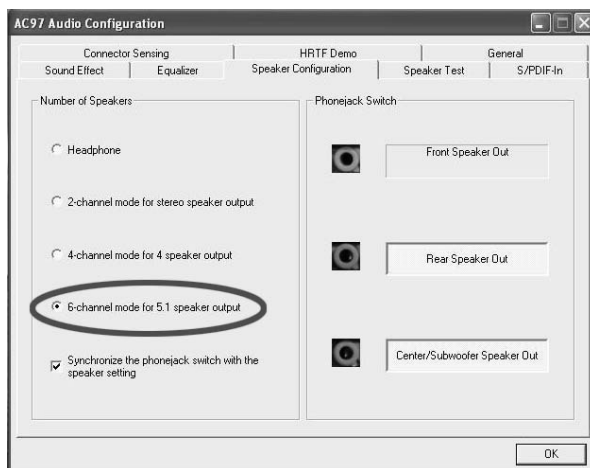 AC97 Audio Configuration
Connector Sensing
HRTF Demo
General
Sound Effect
Equalizer
Speaker Configuration
Speaker Test
S/PDIF-In
Number of Speakers
Headphone
2-channel mode for stereo speaker output
4-channel mode for 4 speaker output
6-channel mode for 5.1 speaker output
Synchronize the phonejack switch with the
speaker setting
Phonejack Switch
Front Speaker Out
Rear Speaker Out
Center/Subwoofer Speaker Out
OK